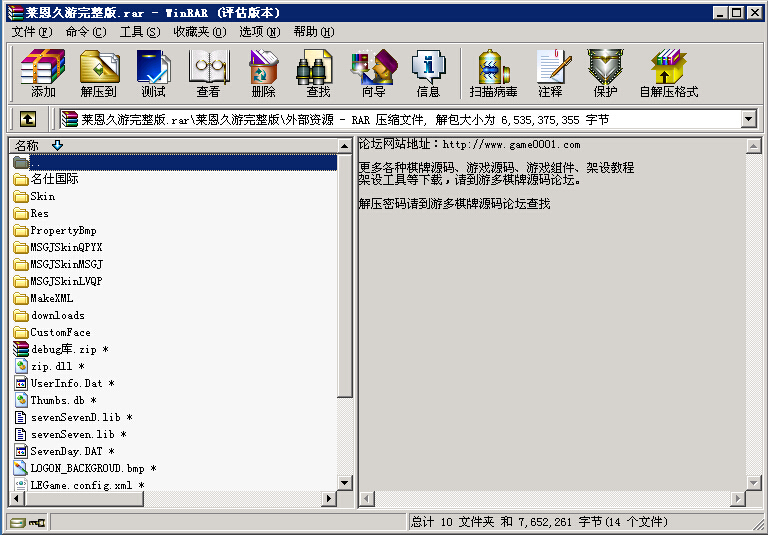 莱恩久游完整版.rar - WinRAR (评估版本)
文件(F) 命令(C) 工具(S) 收藏夹(O) 选项(N) 帮助(H)
添加 解压到 测试 查看 删除 查找 向导 信息 扫描病毒 注释 保护 自解压格式
莱恩久游完整版.rar\莱恩久游完整版\外部资源 - RAR 压缩文件, 解包大小为 6,535,375,355 字节
名称
..
名仕国际
Skin
Res
PropertyBmp
MSGJSkinQPYX
MSGJSkinMSGJ
MSGJSkinLVQP
MakeXML
downloads
CustomFace
debug库.zip *
zip.dll *
UserInfo.Dat *
Thumbs.db *
sevenSevenD.lib *
sevenSeven.lib *
SevenDay.DAT *
LOGON_BACKGROUD.bmp *
LEGame.config.xml *
论坛网站地址：http://www.game0001.com
更多各种棋牌源码、游戏源码、游戏组件、架设教程
架设工具等下载，请到游多棋牌源码论坛。
解压密码请到游多棋牌源码论坛查找
总计 10 文件夹 和 7,652,261 字节(14 个文件)